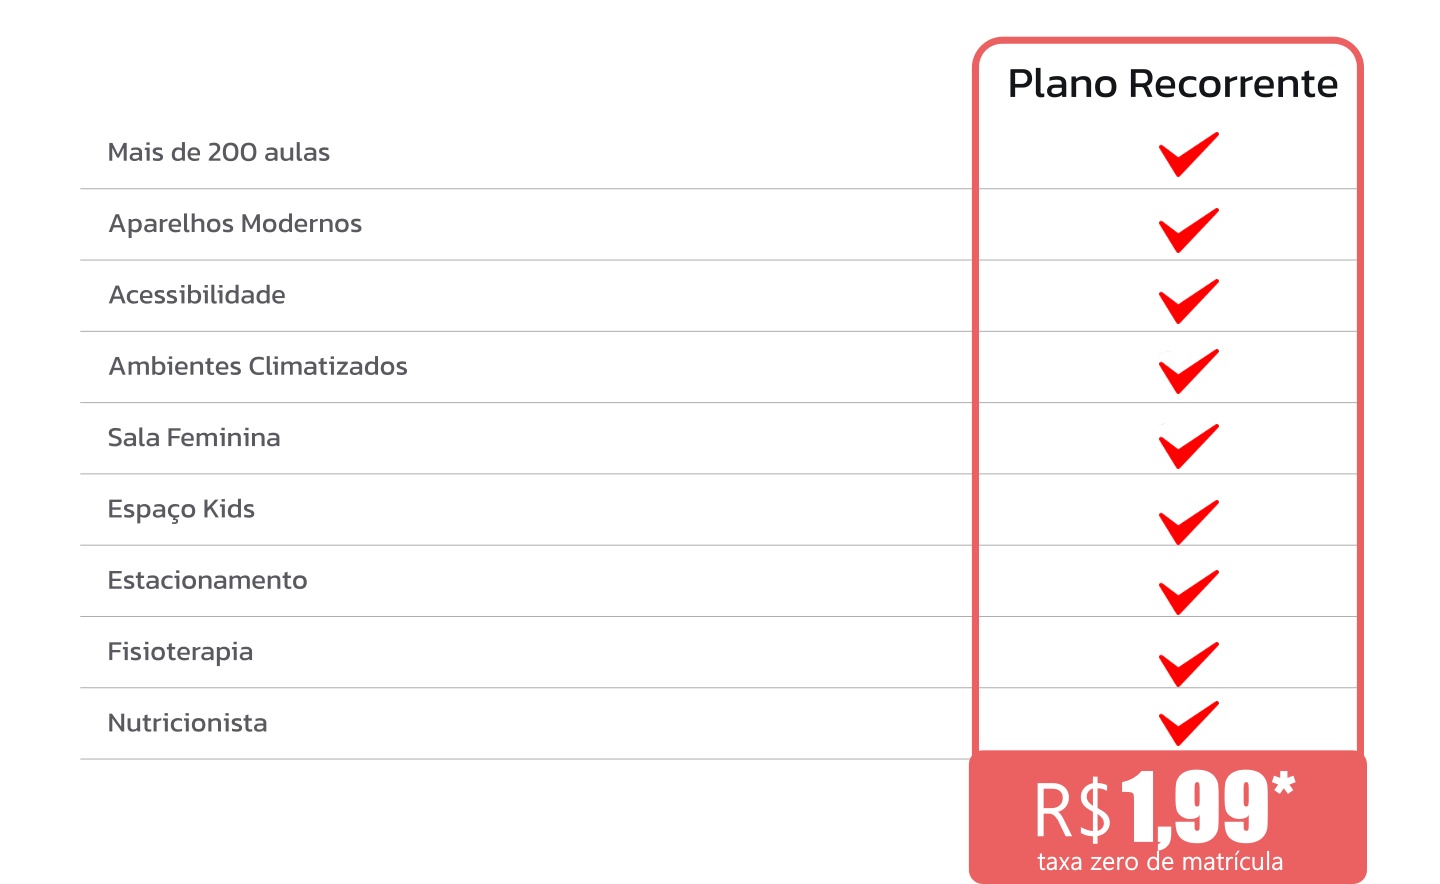 Plano Recorrente
Mais de 200 aulas
Aparelhos Modernos
Acessibilidade
Ambientes Climatizados
Sala Feminina
Espaço Kids
Estacionamento
Fisioterapia
Nutricionista
R$ 1,99*
taxa zero de matrícula